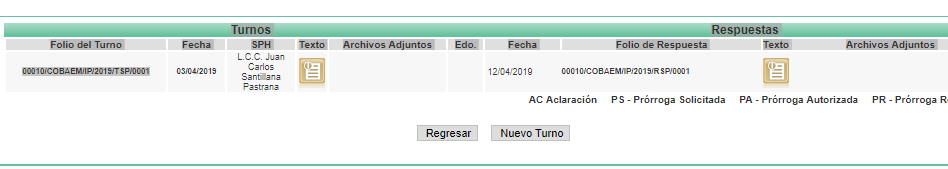 Turnos Respuestas
Folio del Turno Fecha SPH Texto Archivos Adjuntos Edo. Fecha Folio de Respuesta Texto Archivos Adjuntos
00010/COBAEM/IP/2019/TSP/0001 03/04/2019 L.C.C. Juan
Carlos
Santillana
Pastrana
12/04/2019 00010/COBAEM/IP/2019/RSP/0001
AC Aclaración PS - Prórroga Solicitada PA - Prórroga Autorizada PR - Prórroga R
Regresar Nuevo Turno